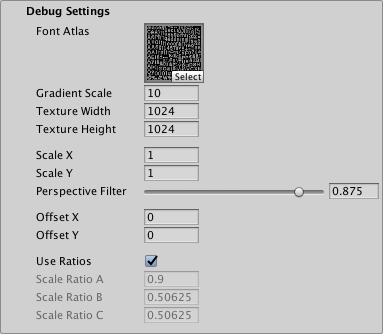 Debug Settings
Font Atlas
Select
Gradient Scale 10
Texture Width 1024
Texture Height 1024
Scale X 1
Scale Y 1
Perspective Filter 0.875
Offset X 0
Offset Y 0
Use Ratios
Scale Ratio A 0.9
Scale Ratio B 0.50625
Scale Ratio C 0.50625